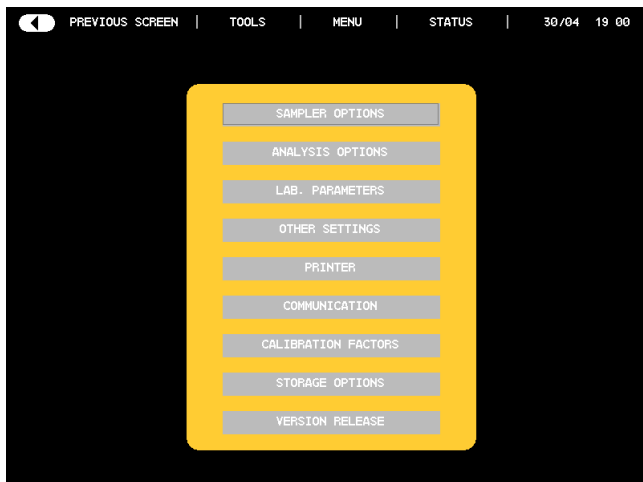 PREVIOUS SCREEN | TOOLS | MENU | STATUS | 30/04 19 00
SAMPLER OPTIONS
ANALYSIS OPTIONS
LAB. PARAMETERS
OTHER SETTINGS
PRINTER
COMMUNICATION
CALIBRATION FACTORS
STORAGE OPTIONS
VERSION RELEASE